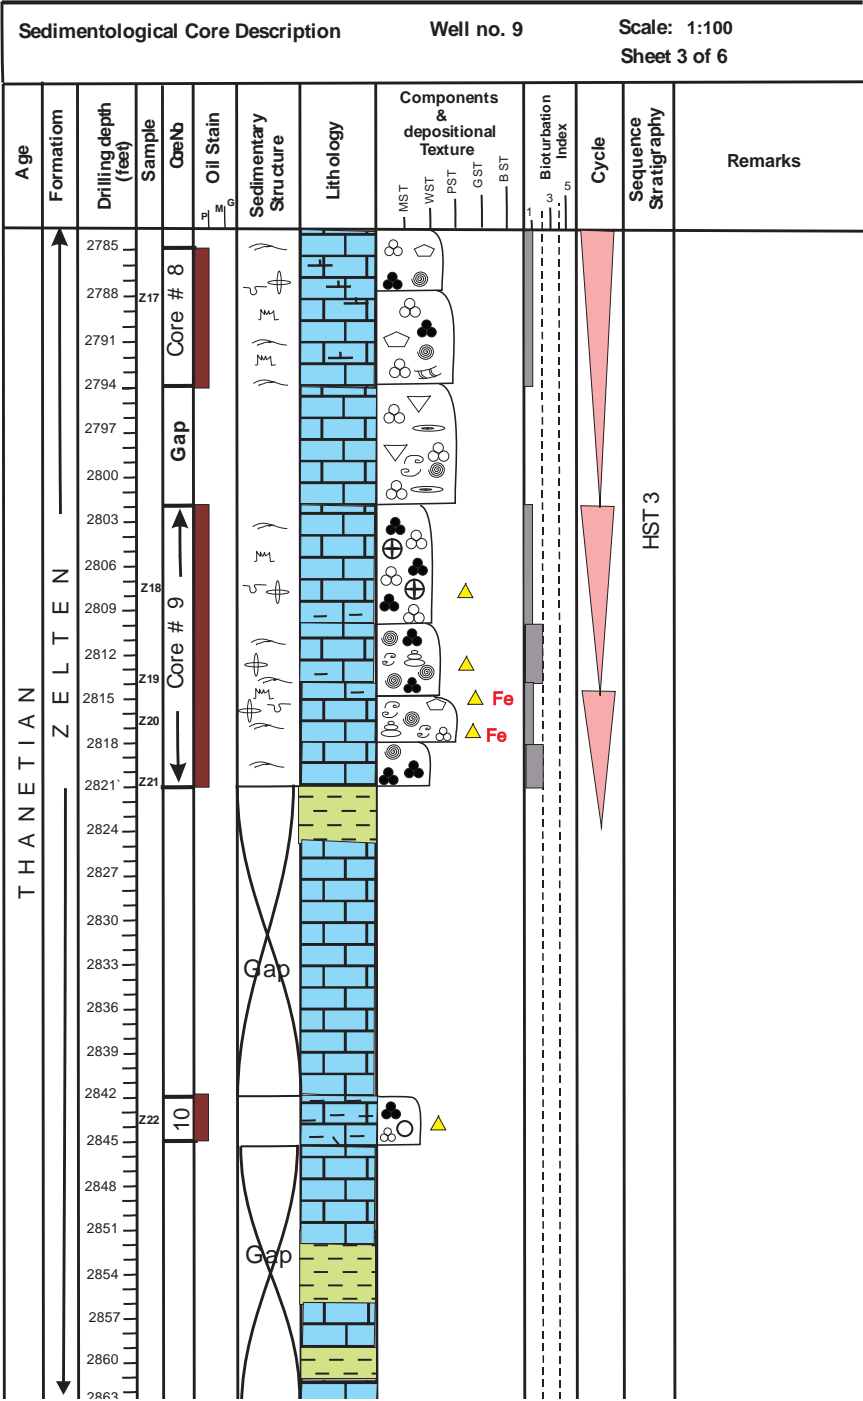 Sedimentological Core Description Well no. 9 Scale: 1:100
Sheet 3 of 6
Age
Formatiom
Drilling depth
(feet)
Sample
Core No
Oil Stain
P M G
Sedimentary
Structure
Lithology
Components
&
depositional
Texture
MST WST PST GST BST
Bioturbation
Index
1 3 5
Cycle
Sequence
Stratigraphy
Remarks
THANETIAN
ZELTEN
2785
2788
2791
2794
2797
2800
2803
2806
2809
2812
2815
2818
2821`
2824
2827
2830
2833
2836
2839
2842
2845
2848
2851
2854
2857
2860
2863
Z17
Z18
Z19
Z20
Z21
Z22
Core # 8
Gap
Core # 9
10
Gap
Gap
Fe
Fe
HST 3